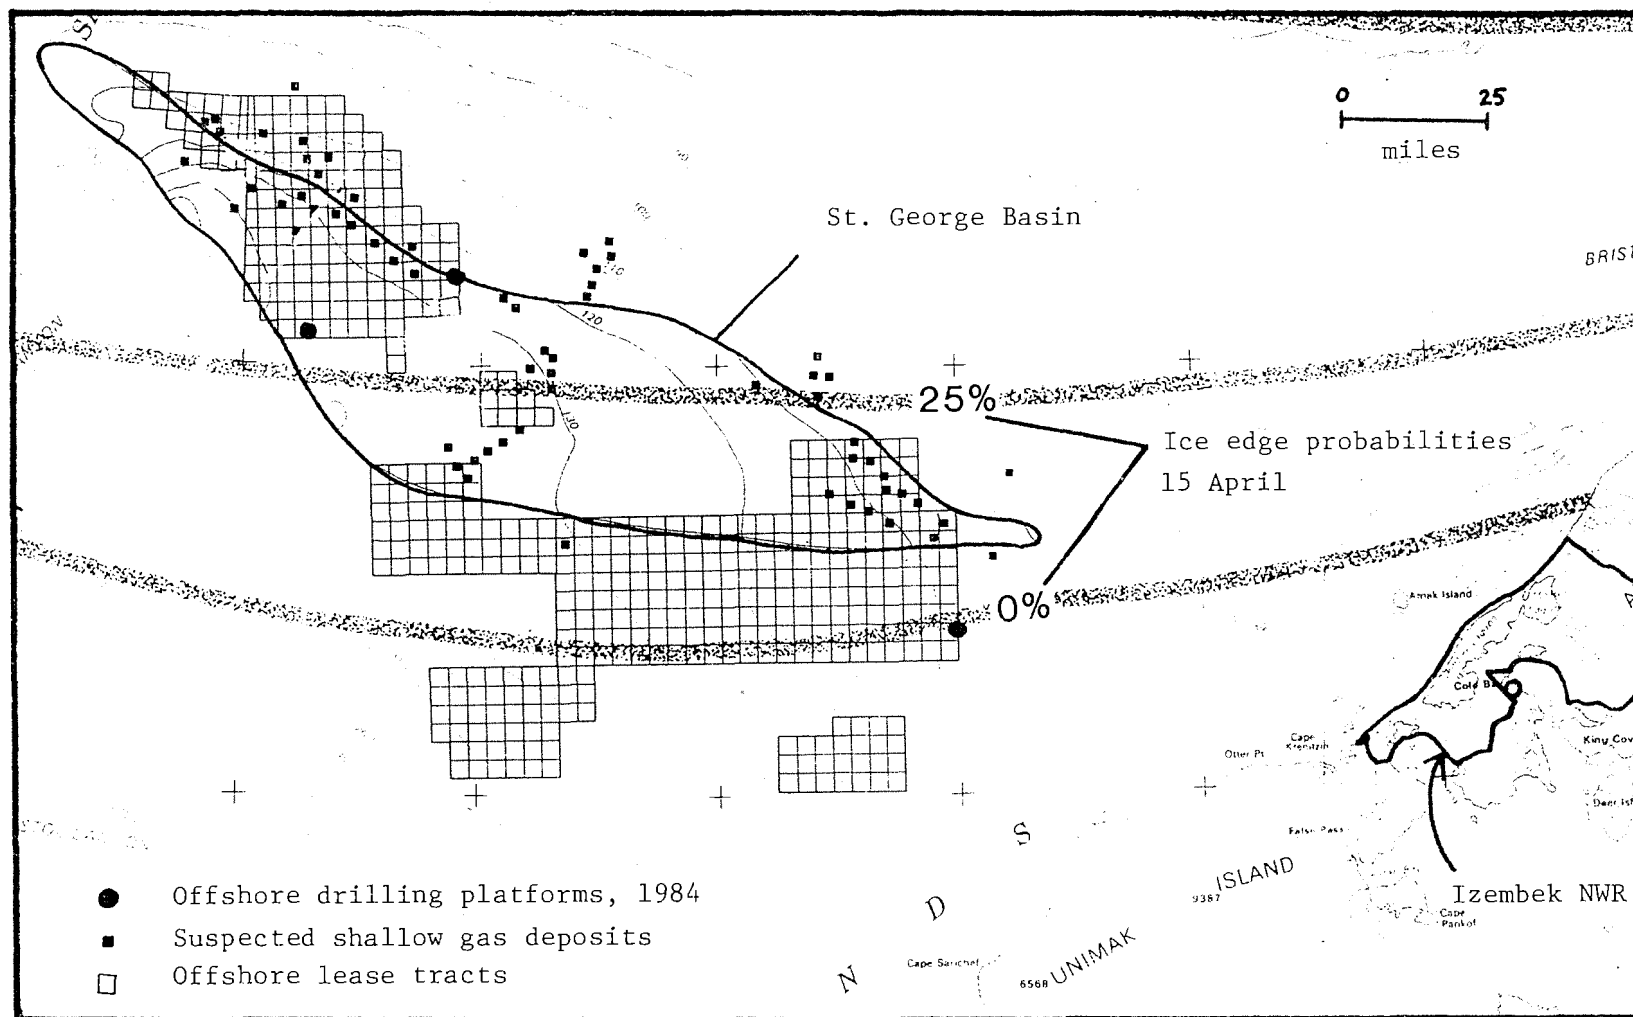 0 25
miles
St. George Basin
BRIST
110
120
130
25%
Ice edge probabilities
15 April
0%
Amak Island
Cold Ba
Cape
Krenitzin
Otter Pt
King Cov
Deer Isl
False Pass
S
ISLAND
9387
Izembek NWR
Cape
Pankof
D
UNIMAK
Cape Sarichef
6568
N
Offshore drilling platforms, 1984
Suspected shallow gas deposits
Offshore lease tracts